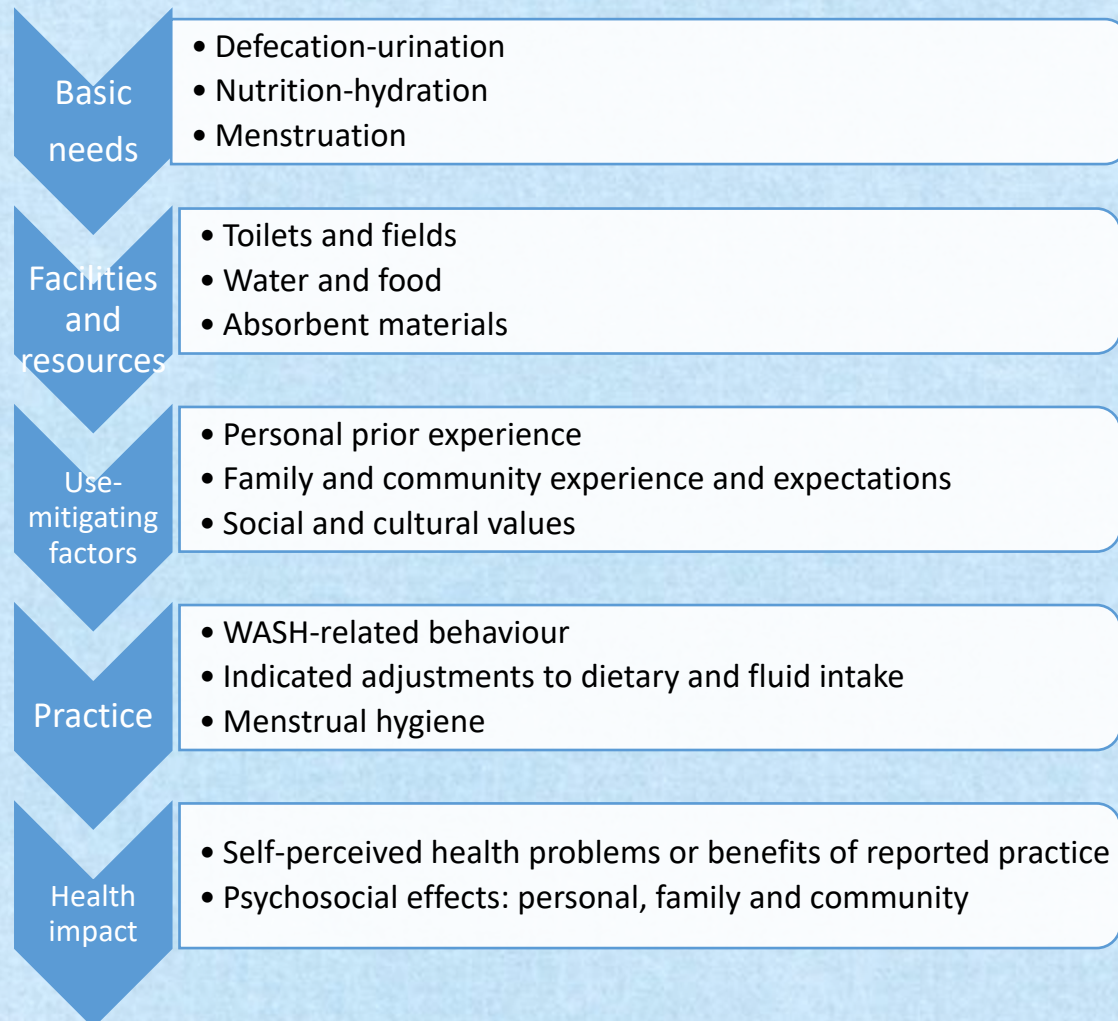 Basic
needs
• Defecation-urination
• Nutrition-hydration
• Menstruation
Facilities
and
resources
• Toilets and fields
• Water and food
• Absorbent materials
Use-
mitigating
factors
• Personal prior experience
• Family and community experience and expectations
• Social and cultural values
Practice
• WASH-related behaviour
• Indicated adjustments to dietary and fluid intake
• Menstrual hygiene
Health
impact
• Self-perceived health problems or benefits of reported practice
• Psychosocial effects: personal, family and community